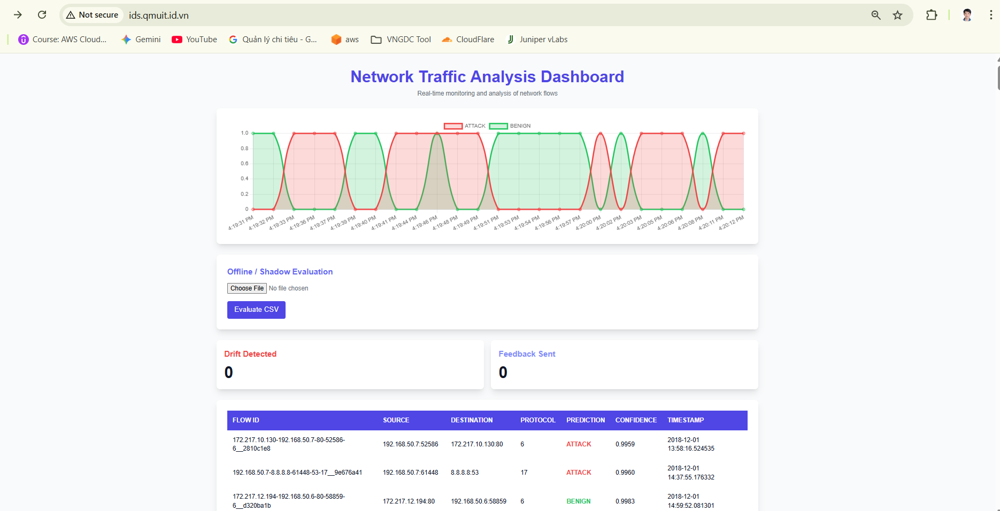 Not secure ids.qmuit.id.vn
Course: AWS Cloud... Gemini YouTube Quản lý chi tiêu - G... aws VNGDC Tool CloudFlare Juniper vLabs
Network Traffic Analysis Dashboard
Real-time monitoring and analysis of network flows
ATTACK BENIGN
1.0
0.8
0.6
0.4
0.2
0
4:19:31 PM 4:19:32 PM 4:19:33 PM 4:19:36 PM 4:19:37 PM 4:19:39 PM 4:19:40 PM 4:19:41 PM 4:19:44 PM 4:19:46 PM 4:19:48 PM 4:19:49 PM 4:19:51 PM 4:19:53 PM 4:19:54 PM 4:19:56 PM 4:19:57 PM 4:20:00 PM 4:20:02 PM 4:20:03 PM 4:20:05 PM 4:20:06 PM 4:20:08 PM 4:20:11 PM 4:20:12 PM
Offline / Shadow Evaluation
Choose File No file chosen
Evaluate CSV
Drift Detected
0
Feedback Sent
0
FLOW ID SOURCE DESTINATION PROTOCOL PREDICTION CONFIDENCE TIMESTAMP
172.217.10.130-192.168.50.7-80-52586-
6__2810c1e8 192.168.50.7:52586 172.217.10.130:80 6 ATTACK 0.9959 2018-12-01
13:58:16.524535
192.168.50.7-8.8.8.8-61448-53-17__9e676a41 192.168.50.7:61448 8.8.8.8:53 17 ATTACK 0.9960 2018-12-01
14:37:55.176332
172.217.12.194-192.168.50.6-80-58859-
6__d320ba1b 172.217.12.194:80 192.168.50.6:58859 6 BENIGN 0.9983 2018-12-01
14:59:52.081301